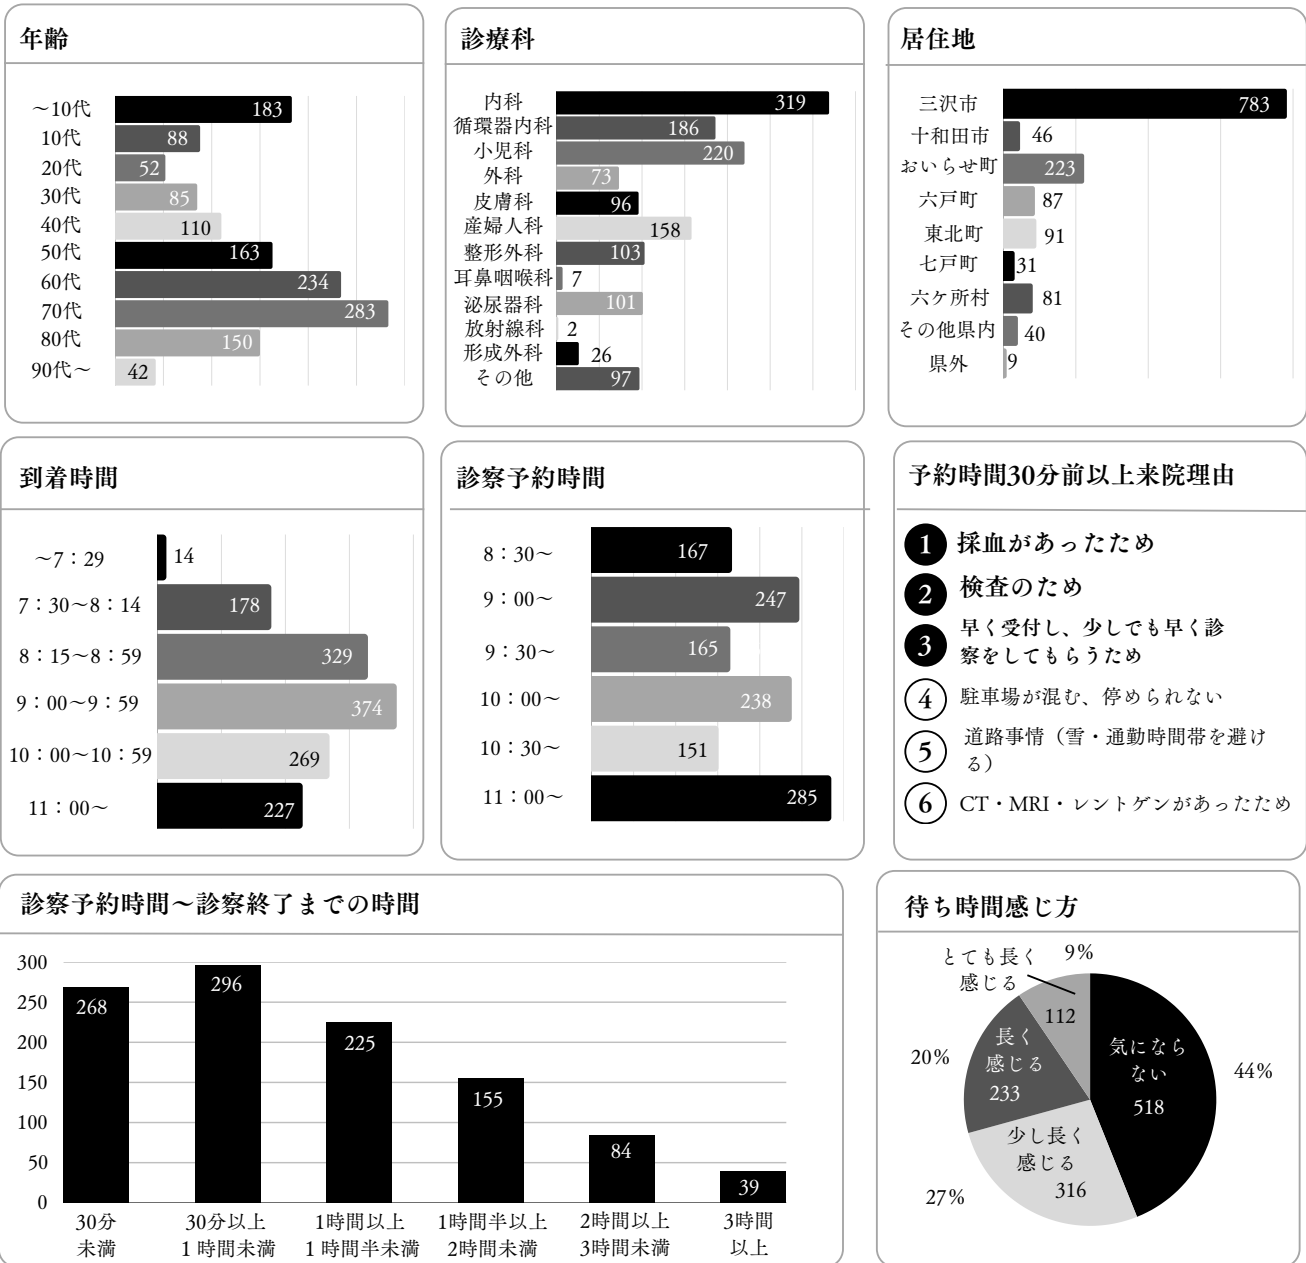 年齢
～10代
183
10代
88
20代
52
30代
85
40代
110
50代
163
60代
234
70代
283
80代
150
90代～
42
診療科
内科
319
循環器内科
186
小児科
220
外科
73
皮膚科
96
産婦人科
158
整形外科
103
耳鼻咽喉科
7
泌尿器科
101
放射線科
2
形成外科
26
その他
97
居住地
三沢市
783
十和田市
46
おいらせ町
223
六戸町
87
東北町
91
七戸町
31
六ケ所村
81
その他県内
40
県外
9
到着時間
～7：29
14
7：30～8：14
178
8：15～8：59
329
9：00～9：59
374
10：00～10：59
269
11：00～
227
診察予約時間
8：30～
167
9：00～
247
9：30～
165
10：00～
238
10：30～
151
11：00～
285
予約時間30分前以上来院理由
1 採血があったため
2 検査のため
3 早く受付し、少しでも早く診
察をしてもらうため
4 駐車場が混む、停められない
5 道路事情（雪・通勤時間帯を避け
る）
6 CT・MRI・レントゲンがあったため
診察予約時間～診察終了までの時間
300
250
200
150
100
50
0
268
296
225
155
84
39
30分
未満
30分以上
1時間未満
1時間以上
1時間半未満
1時間半以上
2時間未満
2時間以上
3時間未満
3時間
以上
待ち時間感じ方
とても長く
感じる
9%
112
長く
感じる
233
20%
気になら
ない
518
44%
少し長く
感じる
316
27%